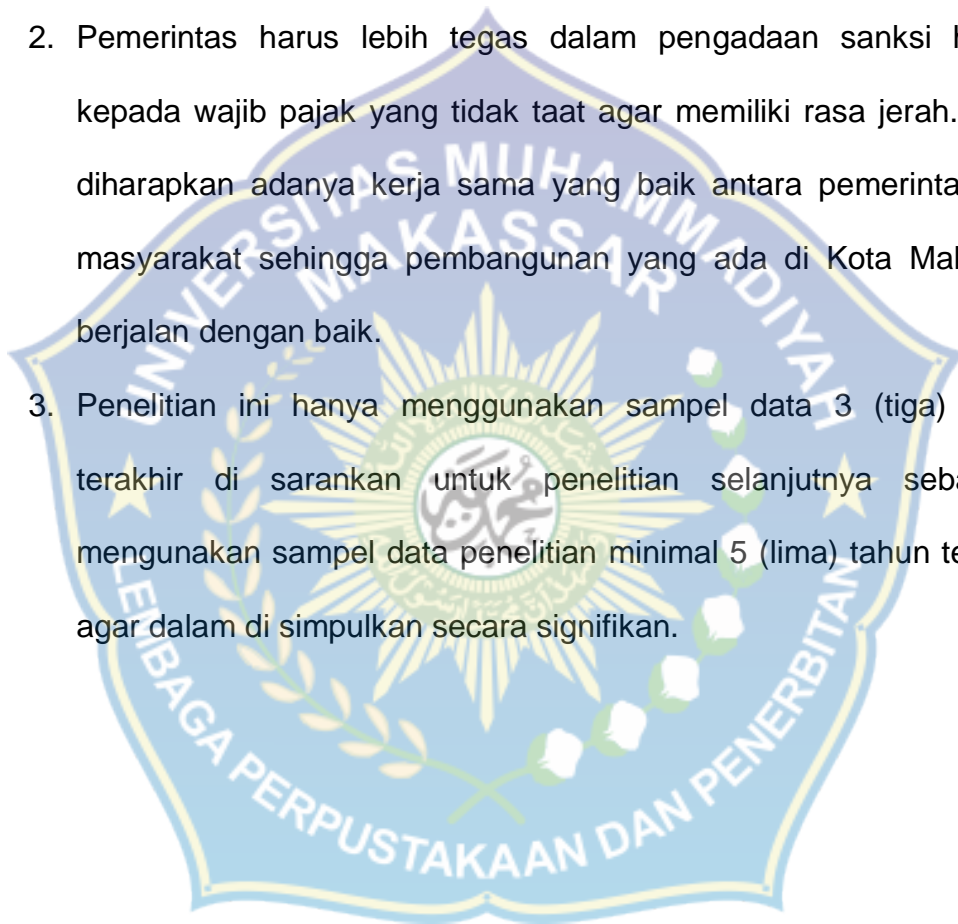 2. Pemerintas harus lebih tegas dalam pengadaan sanksi
kepada wajib pajak yang tidak taat agar memiliki rasa jerah.
diharapkan adanya kerja sama yang baik antara
masyarakat sehingga pembangunan yang ada di Kota
berjalan dengan baik.
3. Penelitian ini hanya menggunakan sampel data 3 (tiga)
terakhir di sarankan untuk penelitian selanjutnya
mengunakan sampel data penelitian minimal 5 (lima) tahun
agar dalam di simpulkan secara signifikan.
UNIVERSITAS MUHAMMADIYAH
MAKASSAR
LEMBAGA PERPUSTAKAAN DAN PENERBITAN